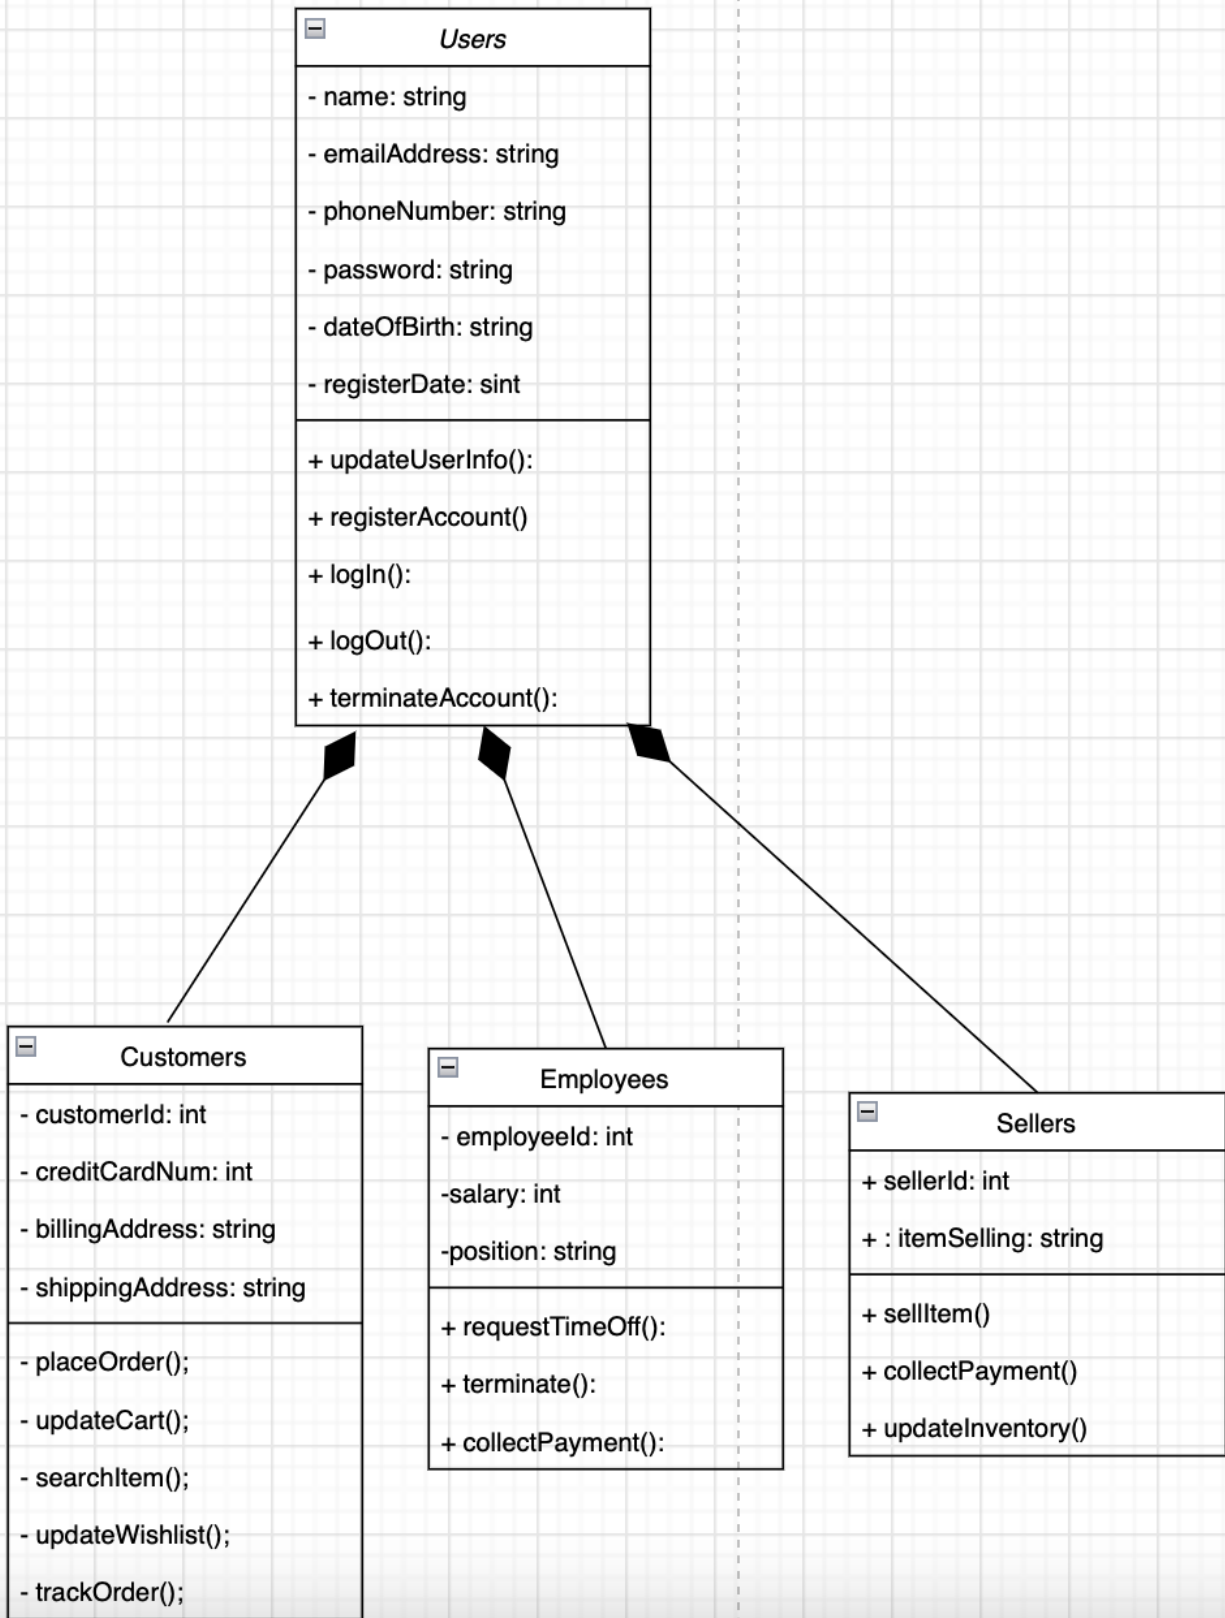 Users
- name: string
- emailAddress: string
- phoneNumber: string
- password: string
- dateOfBirth: string
- registerDate: sint
+ updateUserInfo():
+ registerAccount()
+ logIn():
+ logOut():
+ terminateAccount():
Customers
- customerId: int
- creditCardNum: int
- billingAddress: string
- shippingAddress: string
- placeOrder();
- updateCart();
- searchItem();
- updateWishlist();
- trackOrder();
Employees
- employeeId: int
-salary: int
-position: string
+ requestTimeOff():
+ terminate():
+ collectPayment():
Sellers
+ sellerId: int
+ : itemSelling: string
+ sellItem()
+ collectPayment()
+ updateInventory()